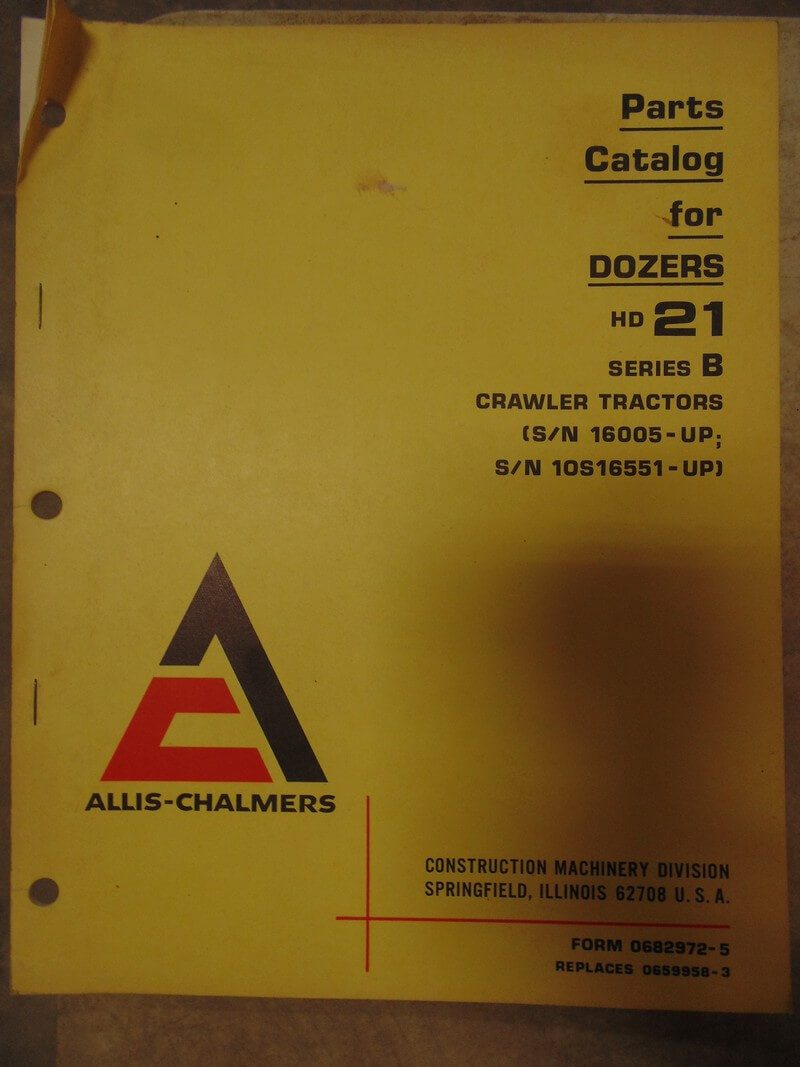 Parts
Catalog
for
DOZERS
HD 21
SERIES B
CRAWLER TRACTORS
(S/N 16005-UP;
S/N 10S16551-UP)
ALLIS-CHALMERS
CONSTRUCTION MACHINERY DIVISION
SPRINGFIELD, ILLINOIS 62708 U.S.A.
FORM 0682972-5
REPLACES 0659958-3